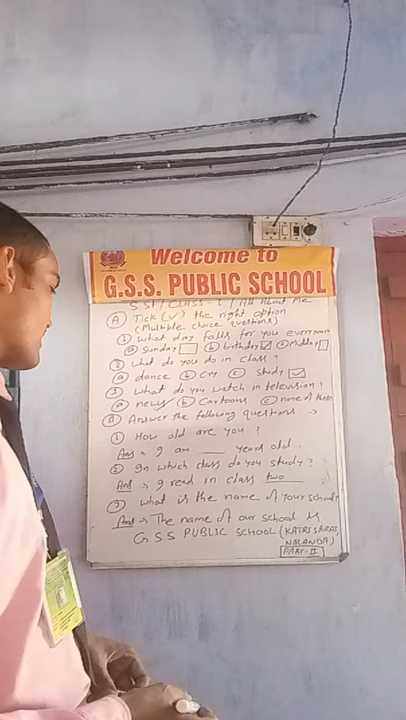 Welcome to
G.S.S. PUBLIC SCHOOL
SST / CLASS - 1 / All About Me
(A) Tick (✓) the right option
(Multiple choice questions)
(1) What day falls for you every year
(a) Sunday (b) birthday ✓ (c) Monday
(2) What do you do in class?
(a) dance (b) cry (c) study ✓
(3) What do you watch in television?
(a) news (b) Cartoons (c) none of these
(B) Answer the following questions :->
(1) How old are you?
Ans :- I am ___ years old.
(2) In which class do you study?
Ans :- I read in class two
(3) What is the name of your school?
Ans :- The name of our school is
G.S.S PUBLIC SCHOOL (KATRISARAI,
NALANDA)
PART-II